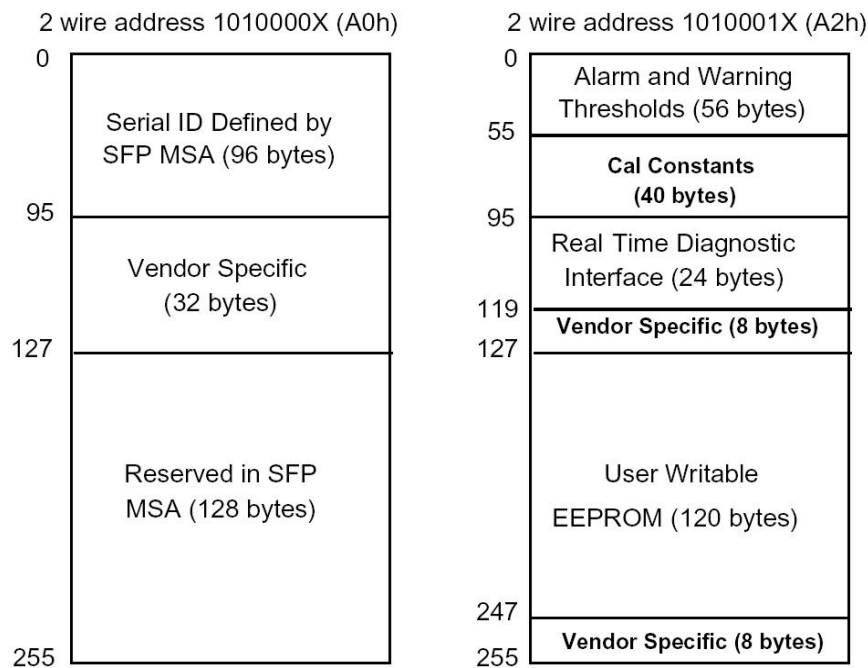 2 wire address 1010000X (A0h)
0
Serial ID Defined by
SFP MSA (96 bytes)
95
Vendor Specific
(32 bytes)
127
Reserved in SFP
MSA (128 bytes)
255
2 wire address 1010001X (A2h)
0
Alarm and Warning
Thresholds (56 bytes)
55
Cal Constants
(40 bytes)
95
Real Time Diagnostic
Interface (24 bytes)
119
Vendor Specific (8 bytes)
127
User Writable
EEPROM (120 bytes)
247
Vendor Specific (8 bytes)
255